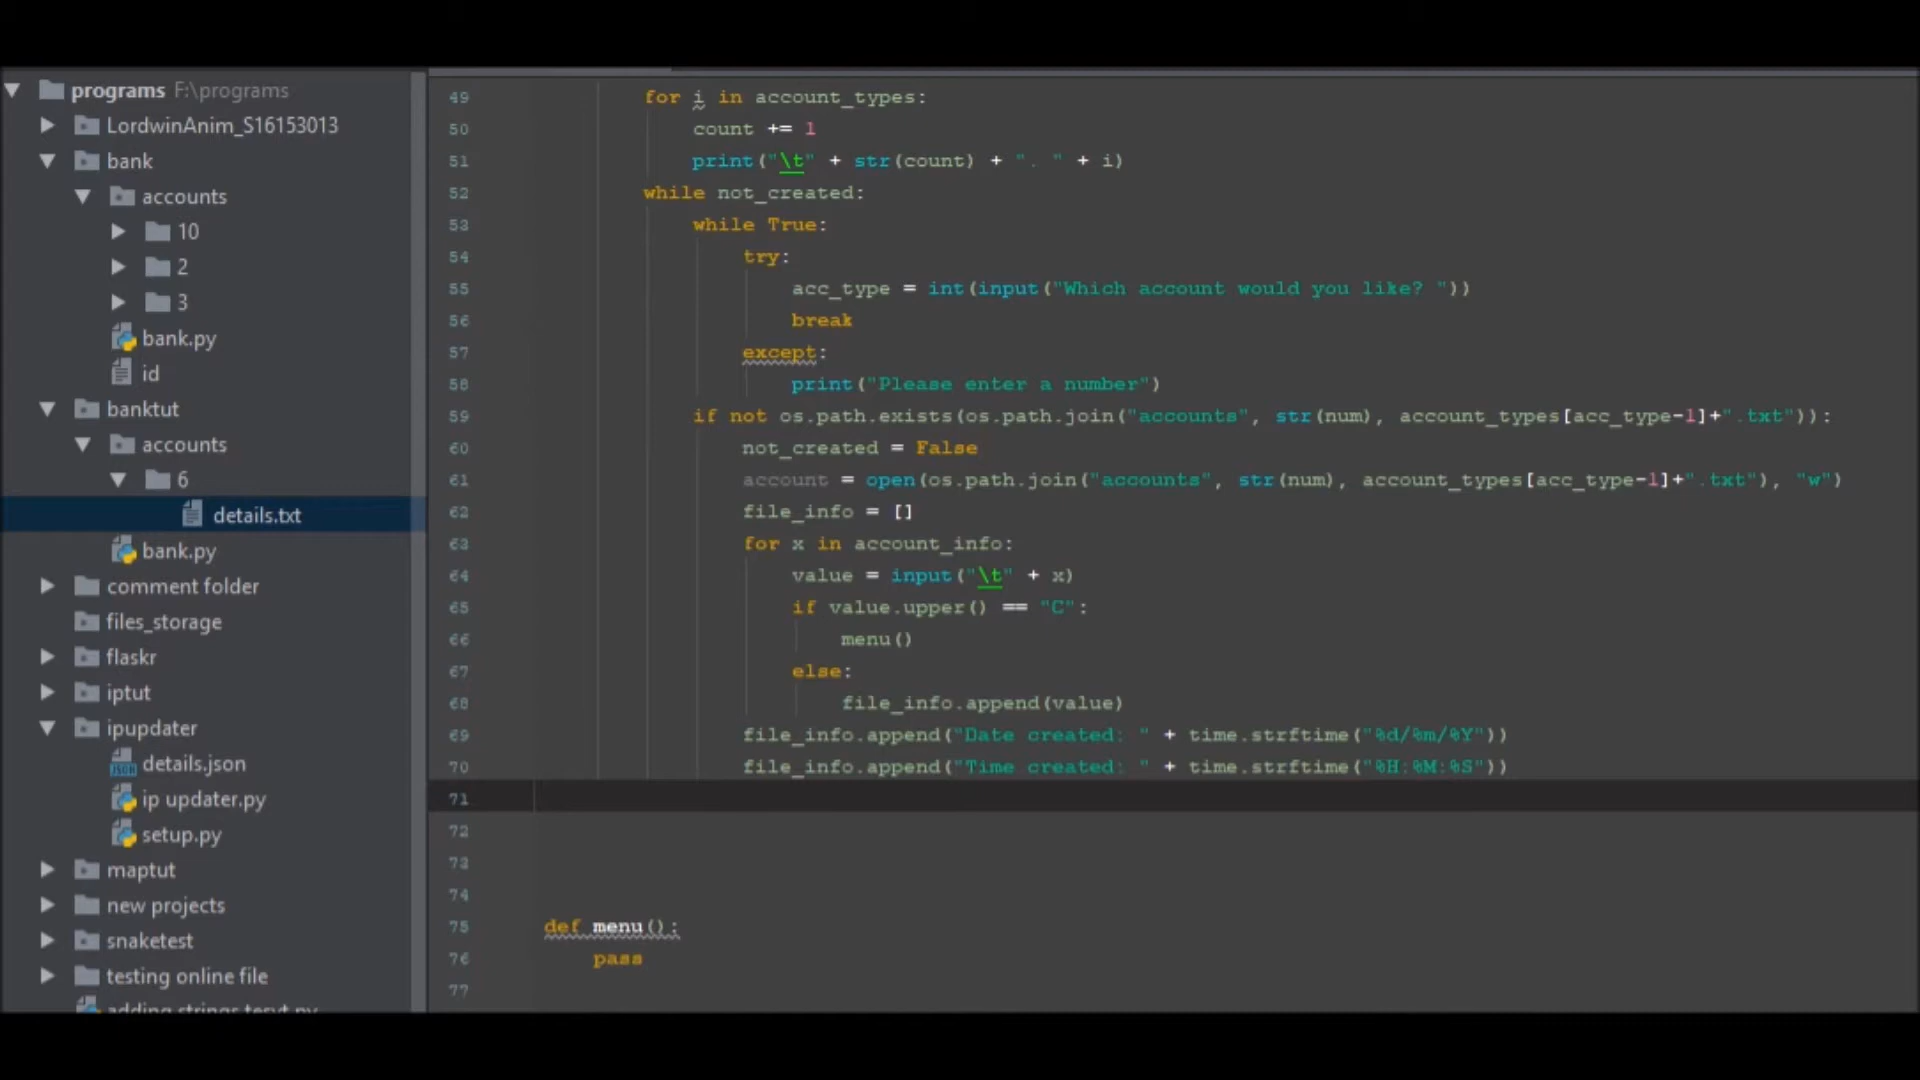 programs F:\programs
LordwinAnim_S16153013
bank
accounts
10
2
3
bank.py
id
banktut
accounts
6
details.txt
bank.py
comment folder
files_storage
flaskr
iptut
ipupdater
details.json
ip updater.py
setup.py
maptut
new projects
snaketest
testing online file
adding strings tesyt.py
49 for i in account_types:
50 count += 1
51 print("\t" + str(count) + ". " + i)
52 while not_created:
53 while True:
54 try:
55 acc_type = int(input("Which account would you like? "))
56 break
57 except:
58 print("Please enter a number")
59 if not os.path.exists(os.path.join("accounts", str(num), account_types[acc_type-1]+".txt")):
60 not_created = False
61 account = open(os.path.join("accounts", str(num), account_types[acc_type-1]+".txt"), "w")
62 file_info = []
63 for x in account_info:
64 value = input("\t" + x)
65 if value.upper() == "C":
66 menu()
67 else:
68 file_info.append(value)
69 file_info.append("Date created: " + time.strftime("%d/%m/%Y"))
70 file_info.append("Time created: " + time.strftime("%H:%M:%S"))
71
72
73
74
75 def menu():
76 pass
77